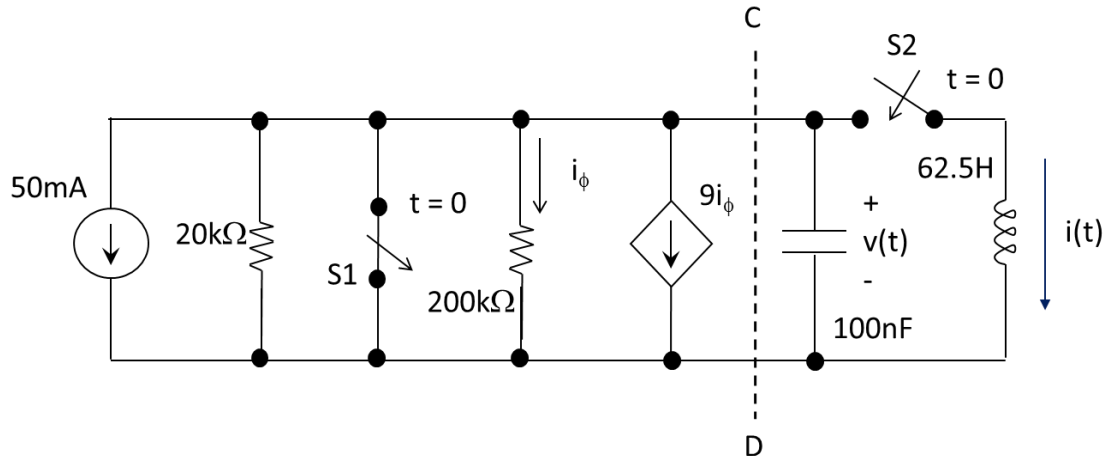 C
S2
t = 0
50mA
20kΩ
t = 0
S1
iϕ
200kΩ
9iϕ
+
v(t)
-
100nF
62.5H
i(t)
D